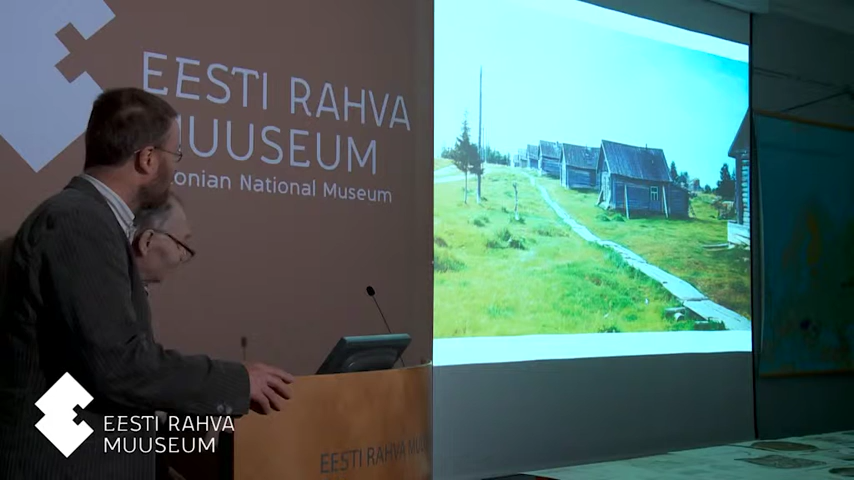 EESTI RAHVA
MUUSEUM
onian National Museum
EESTI RAHVA
MUUSEUM
EESTI RAHVA MUU